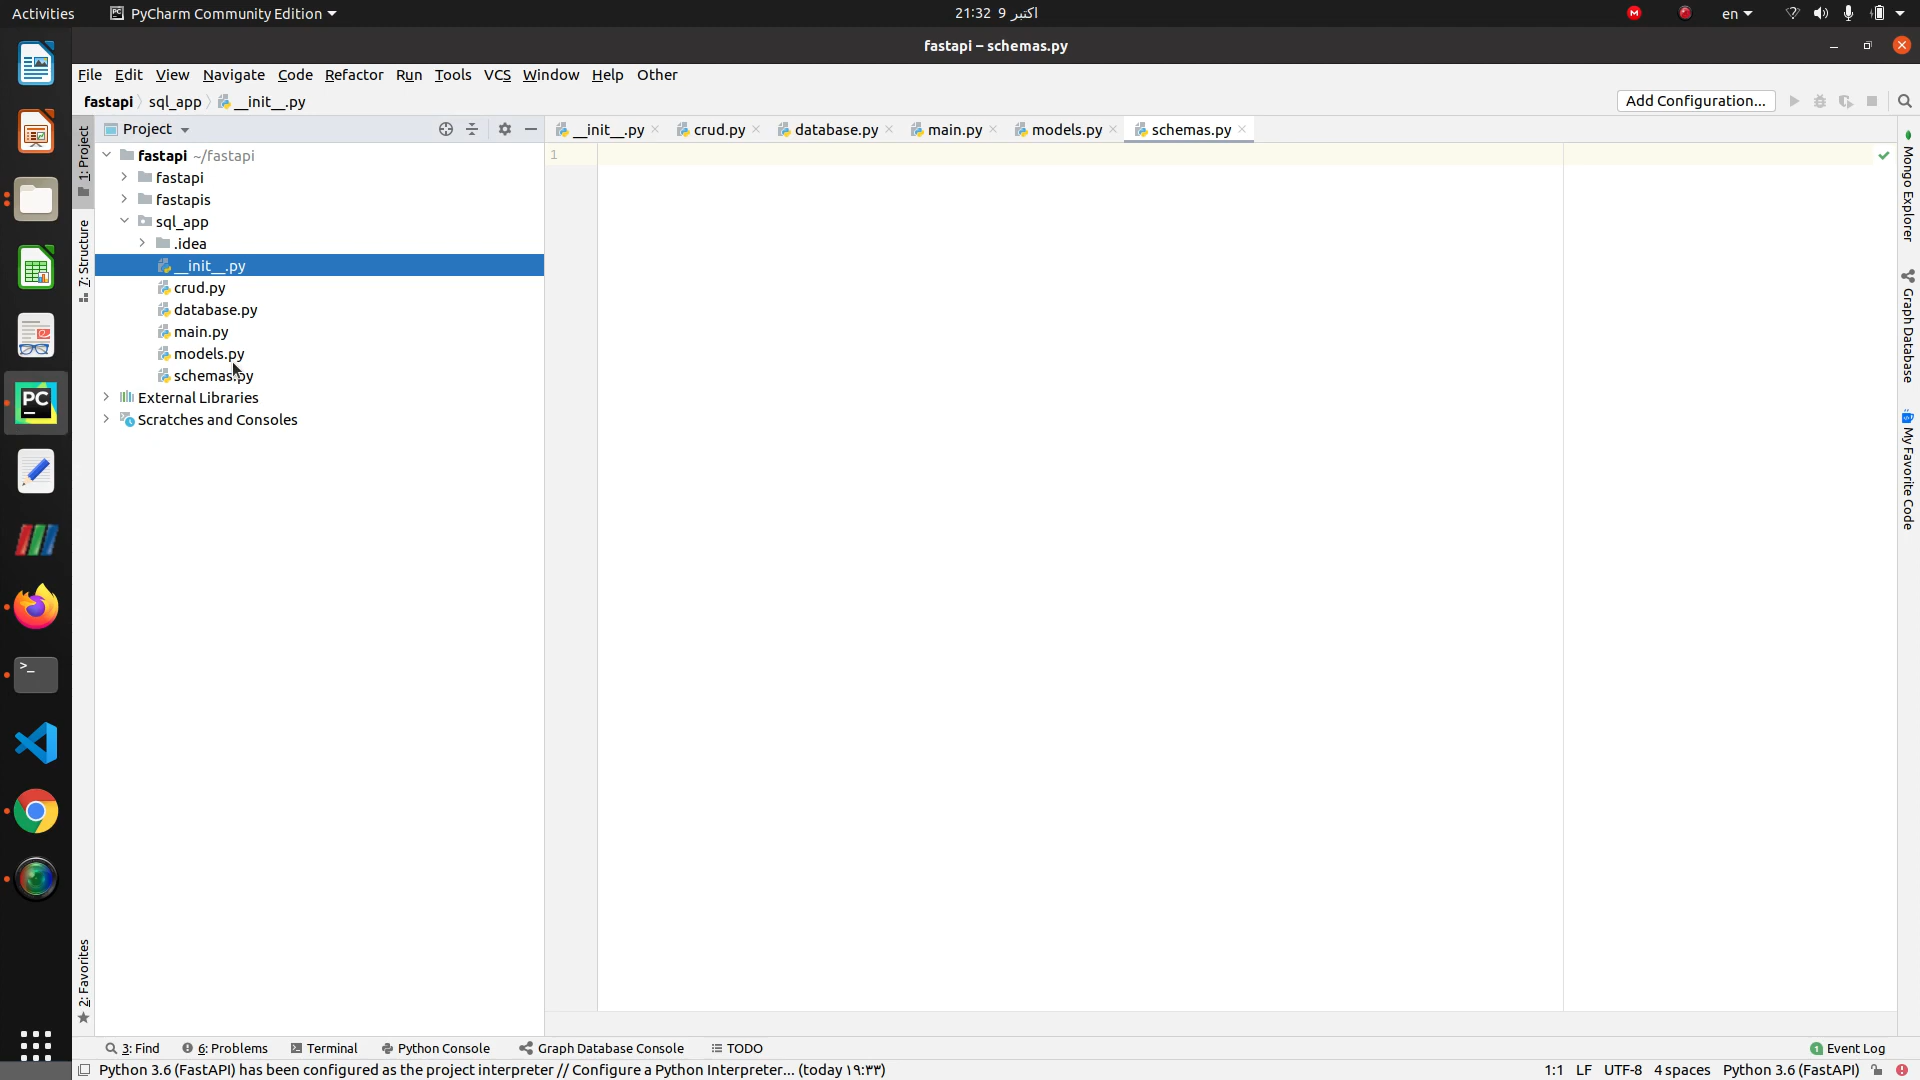 Activities PyCharm Community Edition 21:32 9 اکتبر en
fastapi – schemas.py
File Edit View Navigate Code Refactor Run Tools VCS Window Help Other
fastapi sql_app __init__.py Add Configuration...
Project
__init__.py crud.py database.py main.py models.py schemas.py
1
1: Project
7: Structure
2: Favorites
fastapi ~/fastapi
fastapi
fastapis
sql_app
.idea
__init__.py
crud.py
database.py
main.py
models.py
schemas.py
External Libraries
Scratches and Consoles
Mongo Explorer
Graph Database
My Favorite Code
3: Find 6: Problems Terminal Python Console Graph Database Console TODO 1 Event Log
Python 3.6 (FastAPI) has been configured as the project interpreter // Configure a Python Interpreter... (today ۱۹:۳۳) 1:1 LF UTF-8 4 spaces Python 3.6 (FastAPI)